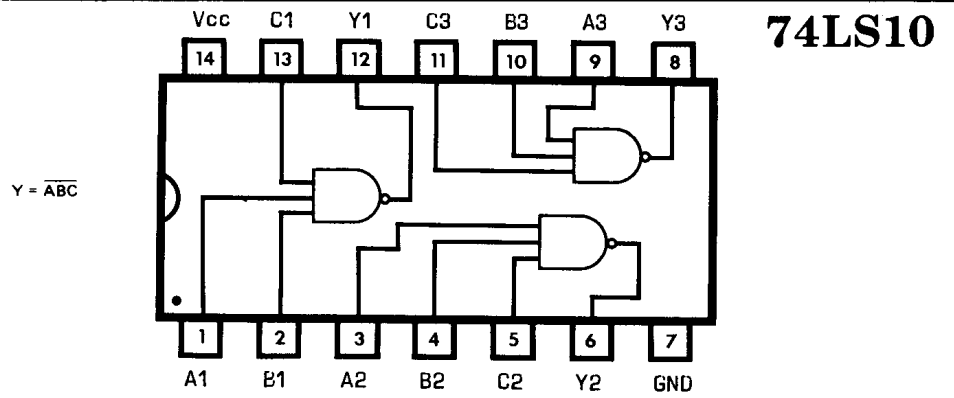 Vcc C1 Y1 C3 B3 A3 Y3
74LS10
14 13 12 11 10 9 8
Y = A̅B̅C̅
1 2 3 4 5 6 7
A1 B1 A2 B2 C2 Y2 GND